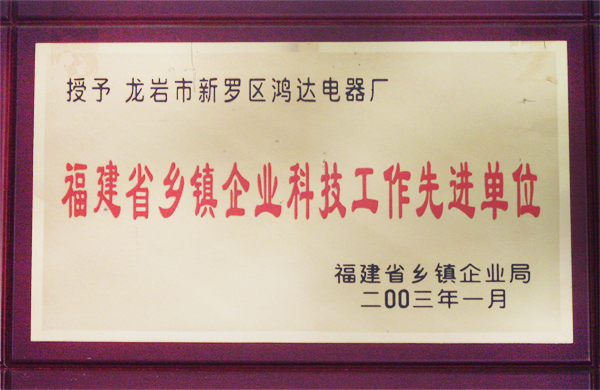 授予 龙岩市新罗区鸿达电器厂
福建省乡镇企业科技工作先进单位
福建省乡镇企业局
二00三年一月